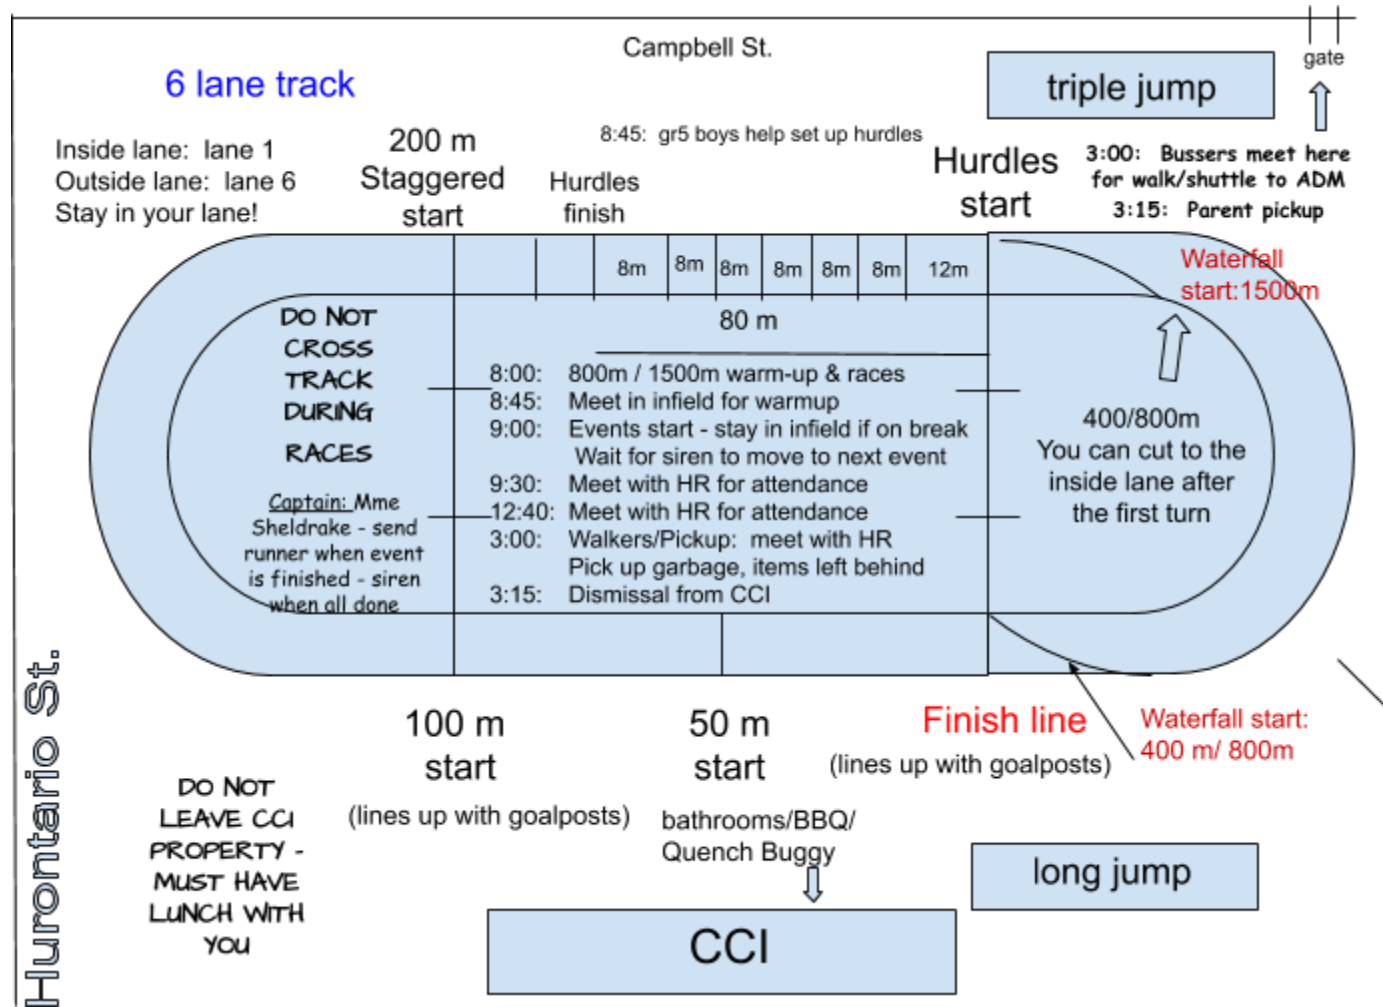 Campbell St.
gate
6 lane track
triple jump
Inside lane: lane 1
Outside lane: lane 6
Stay in your lane!
200 m
Staggered
start
8:45: gr5 boys help set up hurdles
Hurdles
finish
Hurdles
start
3:00: Bussers meet here
for walk/shuttle to ADM
3:15: Parent pickup
8m
8m
8m
8m
8m
8m
12m
Waterfall
start:1500m
80 m
DO NOT
CROSS
TRACK
DURING
RACES
Captain: Mme
Sheldrake - send
runner when event
is finished - siren
when all done
8:00: 800m / 1500m warm-up & races
8:45: Meet in infield for warmup
9:00: Events start - stay in infield if on break
Wait for siren to move to next event
9:30: Meet with HR for attendance
12:40: Meet with HR for attendance
3:00: Walkers/Pickup: meet with HR
Pick up garbage, items left behind
3:15: Dismissal from CCI
400/800m
You can cut to the
inside lane after
the first turn
Hurontario St.
100 m
start
(lines up with goalposts)
50 m
start
Finish line
(lines up with goalposts)
Waterfall start:
400 m/ 800m
DO NOT
LEAVE CCI
PROPERTY -
MUST HAVE
LUNCH WITH
YOU
bathrooms/BBQ/
Quench Buggy
long jump
CCI